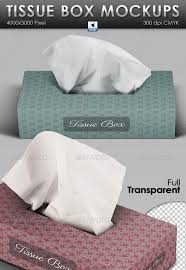 TISSUE BOX MOCKUPS
4000x3000 Pixel
300 dpi CMYK
Tissue Box
Full
Transparent
Tissue Box